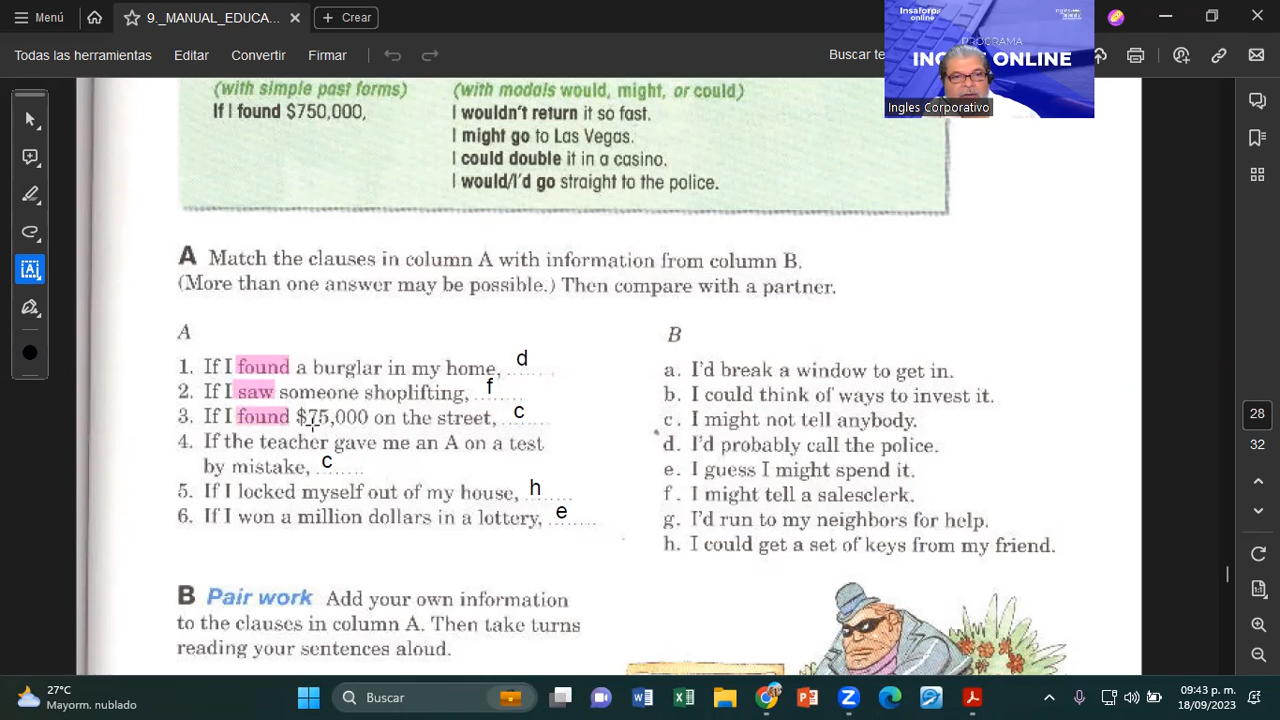 Menú
9._MANUAL_EDUCA...
Crear
Todas las herramientas
Editar
Convertir
Firmar
Buscar te
Insaforp
online
PROGRAMA
INGLES ONLINE
Ingles Corporativo
(with simple past forms)
(with modals would, might, or could)
If I found $750,000,
I wouldn't return it so fast.
I might go to Las Vegas.
I could double it in a casino.
I would/I'd go straight to the police.
A Match the clauses in column A with information from column B.
(More than one answer may be possible.) Then compare with a partner.
A
1. If I found a burglar in my home, d
2. If I saw someone shoplifting, f
3. If I found $75,000 on the street, c
4. If the teacher gave me an A on a test
by mistake, c
5. If I locked myself out of my house, h
6. If I won a million dollars in a lottery, e
B
a. I'd break a window to get in.
b. I could think of ways to invest it.
c. I might not tell anybody.
d. I'd probably call the police.
e. I guess I might spend it.
f. I might tell a salesclerk.
g. I'd run to my neighbors for help.
h. I could get a set of keys from my friend.
B Pair work Add your own information
to the clauses in column A. Then take turns
reading your sentences aloud.
28
32
27°C
Mayorm. nublado
Buscar
09:43 p. m.
18/09/2023